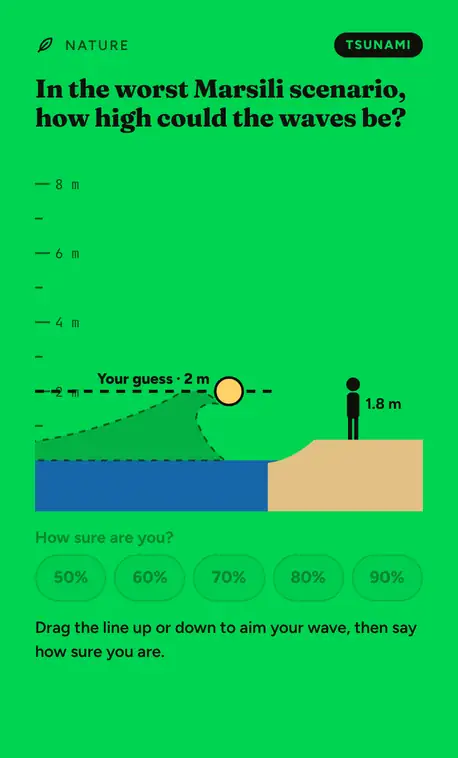 NATURE
TSUNAMI
In the worst Marsili scenario,
how high could the waves be?
8 m
6 m
4 m
Your guess · 2 m
2 m
1.8 m
How sure are you?
50%
60%
70%
80%
90%
Drag the line up or down to aim your wave, then say
how sure you are.